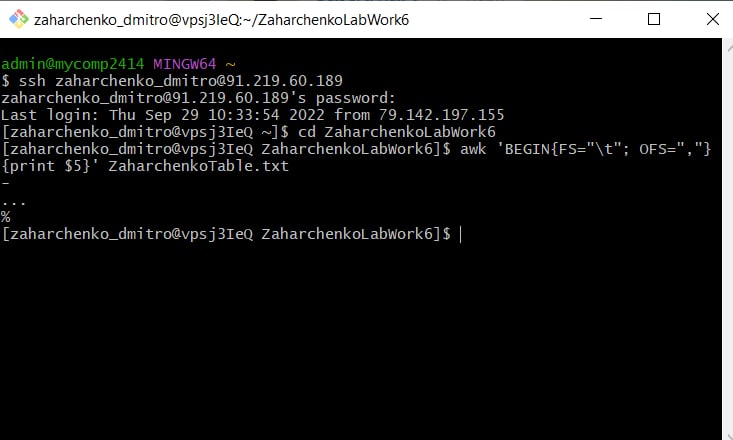 zaharchenko_dmitro@vpsj3IeQ:~/ZaharchenkoLabWork6
admin@mycomp2414 MINGW64 ~
$ ssh zaharchenko_dmitro@91.219.60.189
zaharchenko_dmitro@91.219.60.189's password:
Last login: Thu Sep 29 10:33:54 2022 from 79.142.197.155
[zaharchenko_dmitro@vpsj3IeQ ~]$ cd ZaharchenkoLabWork6
[zaharchenko_dmitro@vpsj3IeQ ZaharchenkoLabWork6]$ awk 'BEGIN{FS="\t"; OFS=","}
{print $5}' ZaharchenkoTable.txt
-
...
%
[zaharchenko_dmitro@vpsj3IeQ ZaharchenkoLabWork6]$